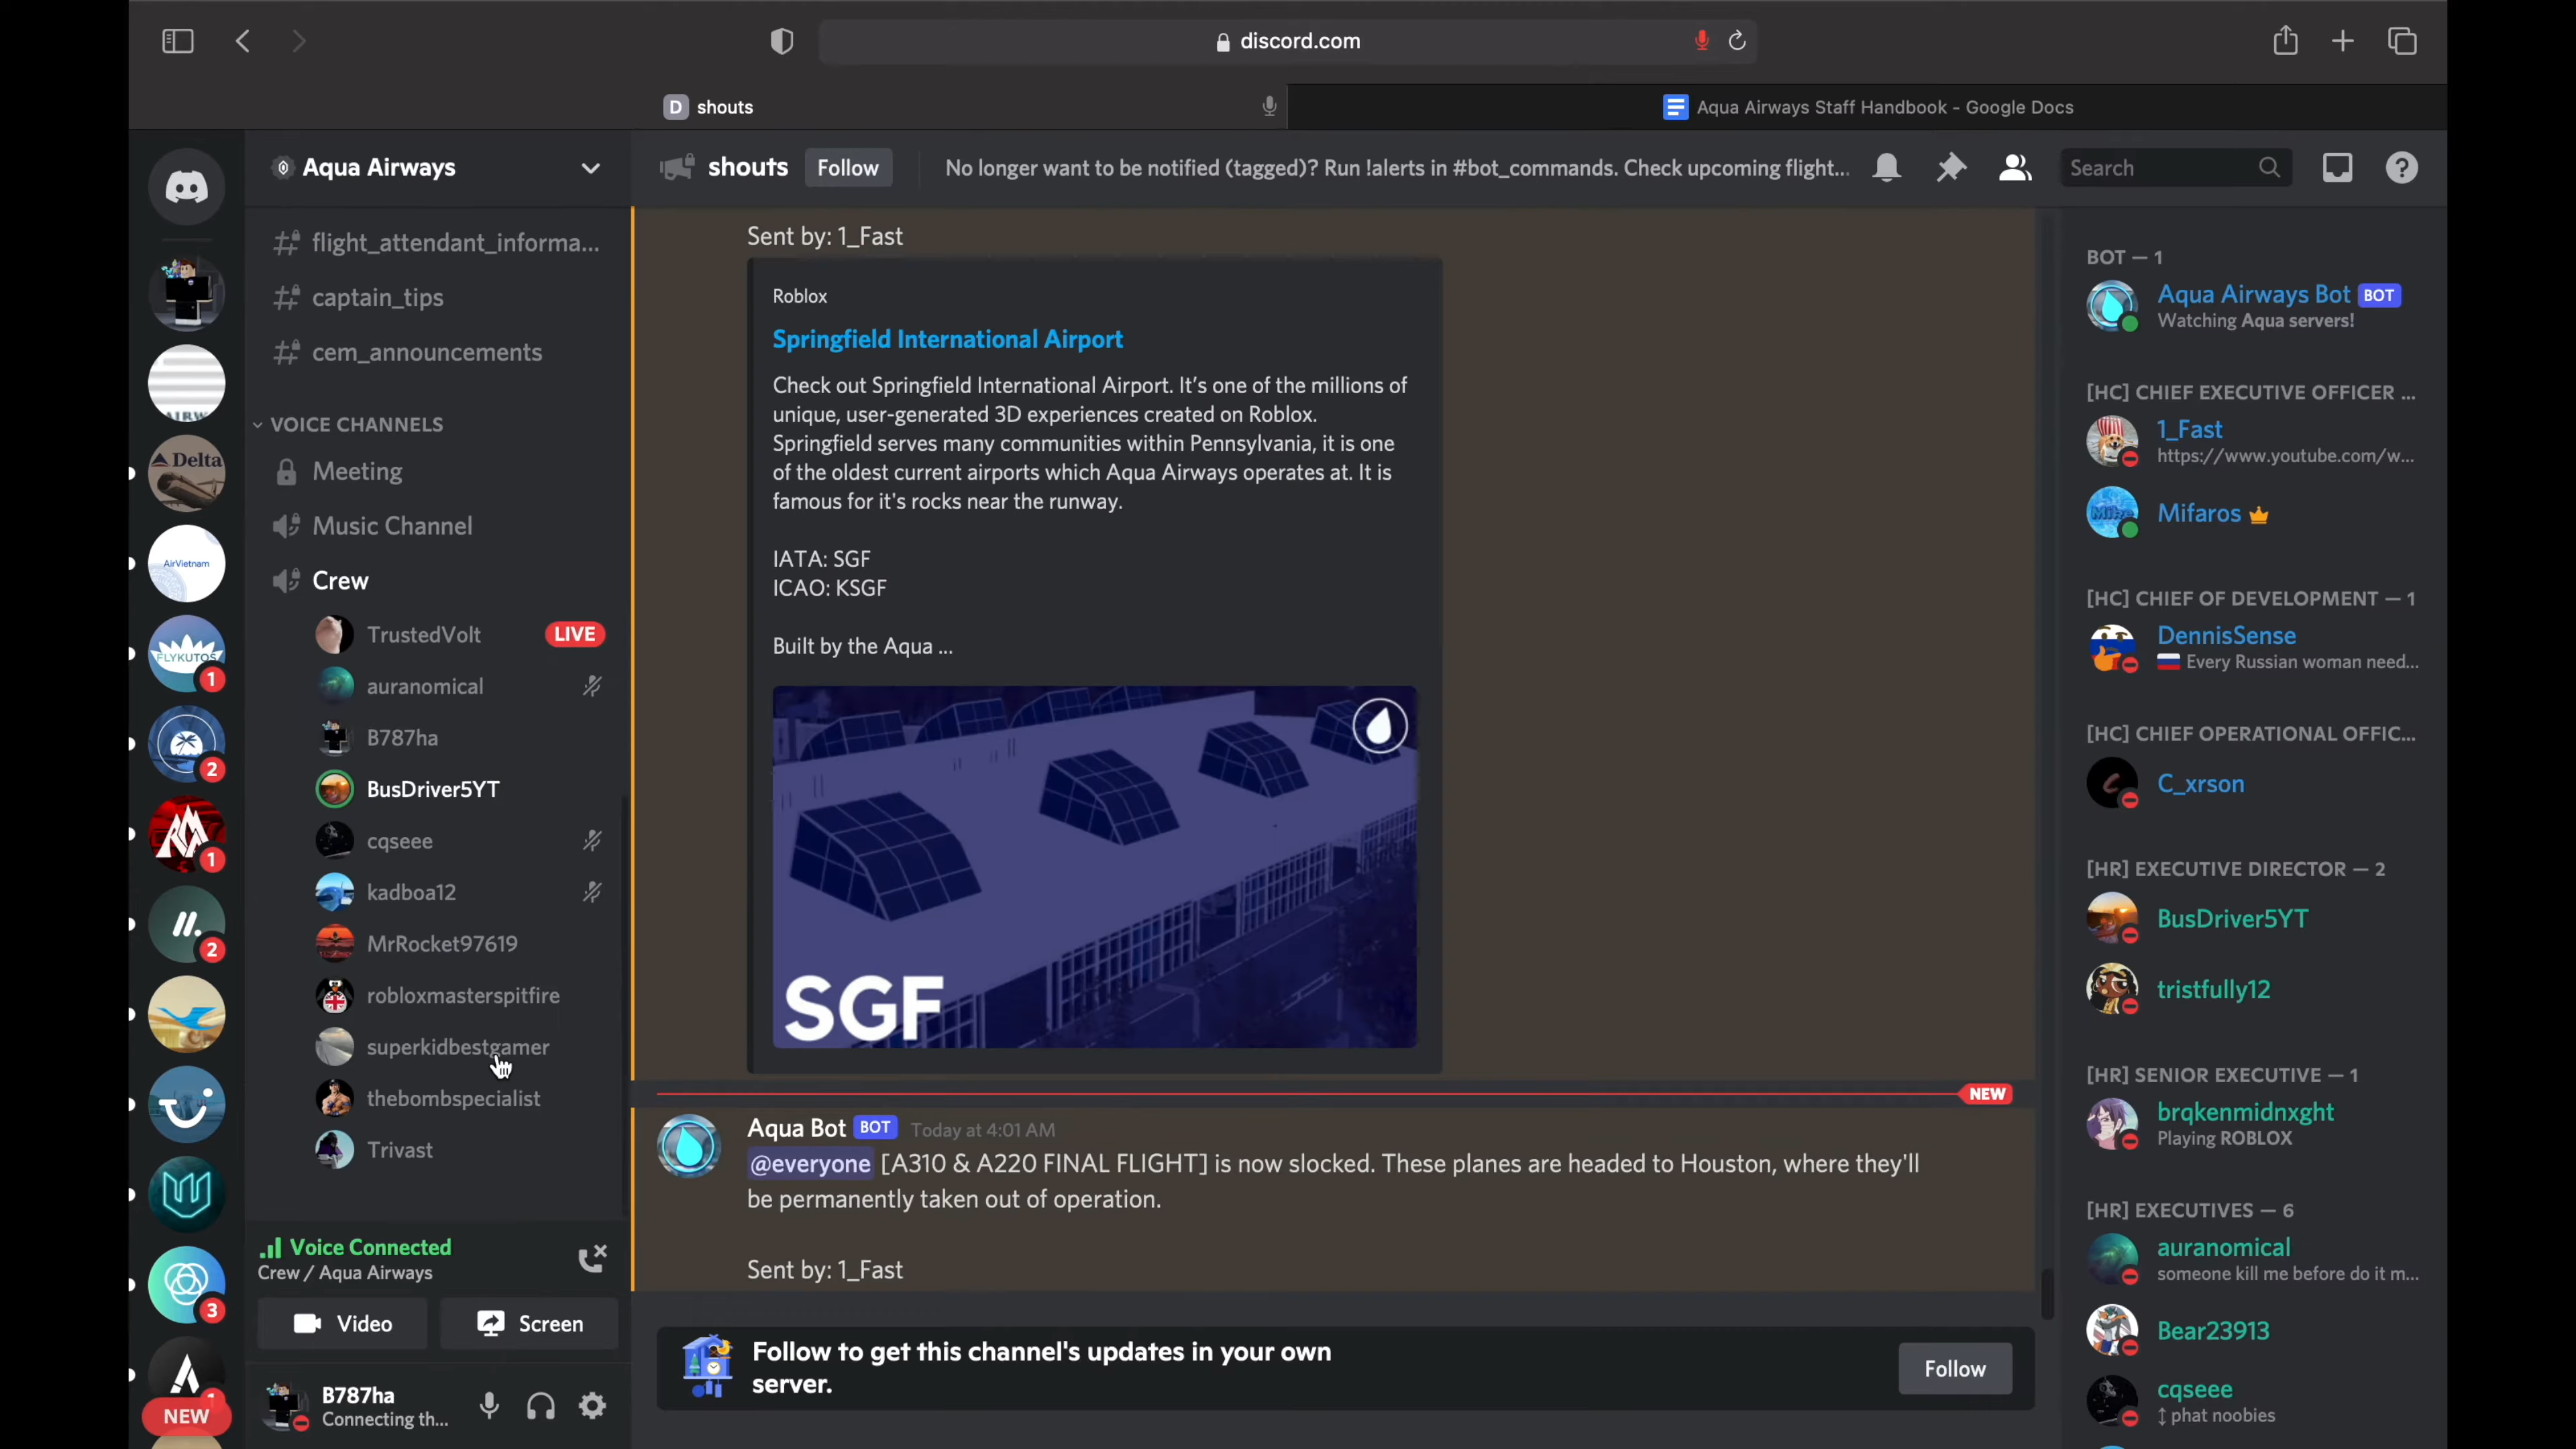 discord.com
D shouts
Aqua Airways Staff Handbook - Google Docs
Aqua Airways
flight_attendant_informa...
captain_tips
cem_announcements
VOICE CHANNELS
Meeting
Music Channel
Crew
TrustedVolt LIVE
auranomical
B787ha
BusDriver5YT
cqseee
kadboa12
MrRocket97619
robloxmasterspitfire
superkidbestgamer
thebombspecialist
Trivast
Voice Connected
Crew / Aqua Airways
Video Screen
B787ha
Connecting th...
Delta
AirVietnam
FLYKUTOS
1
2
1
2
3
1
NEW
shouts Follow No longer want to be notified (tagged)? Run !alerts in #bot_commands. Check upcoming flight...
Search
Sent by: 1_Fast
Roblox
Springfield International Airport
Check out Springfield International Airport. It’s one of the millions of
unique, user-generated 3D experiences created on Roblox.
Springfield serves many communities within Pennsylvania, it is one
of the oldest current airports which Aqua Airways operates at. It is
famous for it's rocks near the runway.
IATA: SGF
ICAO: KSGF
Built by the Aqua ...
SGF
NEW
Aqua Bot BOT Today at 4:01 AM
@everyone [A310 & A220 FINAL FLIGHT] is now slocked. These planes are headed to Houston, where they'll
be permanently taken out of operation.
Sent by: 1_Fast
Follow to get this channel's updates in your own
server.
Follow
BOT — 1
Aqua Airways Bot BOT
Watching Aqua servers!
[HC] CHIEF EXECUTIVE OFFICER ...
1_Fast
https://www.youtube.com/w...
Mifaros
[HC] CHIEF OF DEVELOPMENT — 1
DennisSense
Every Russian woman need...
[HC] CHIEF OPERATIONAL OFFIC...
C_xrson
[HR] EXECUTIVE DIRECTOR — 2
BusDriver5YT
tristfully12
[HR] SENIOR EXECUTIVE — 1
brqkenmidnxght
Playing ROBLOX
[HR] EXECUTIVES — 6
auranomical
someone kill me before do it m...
Bear23913
cqseee
phat noobies